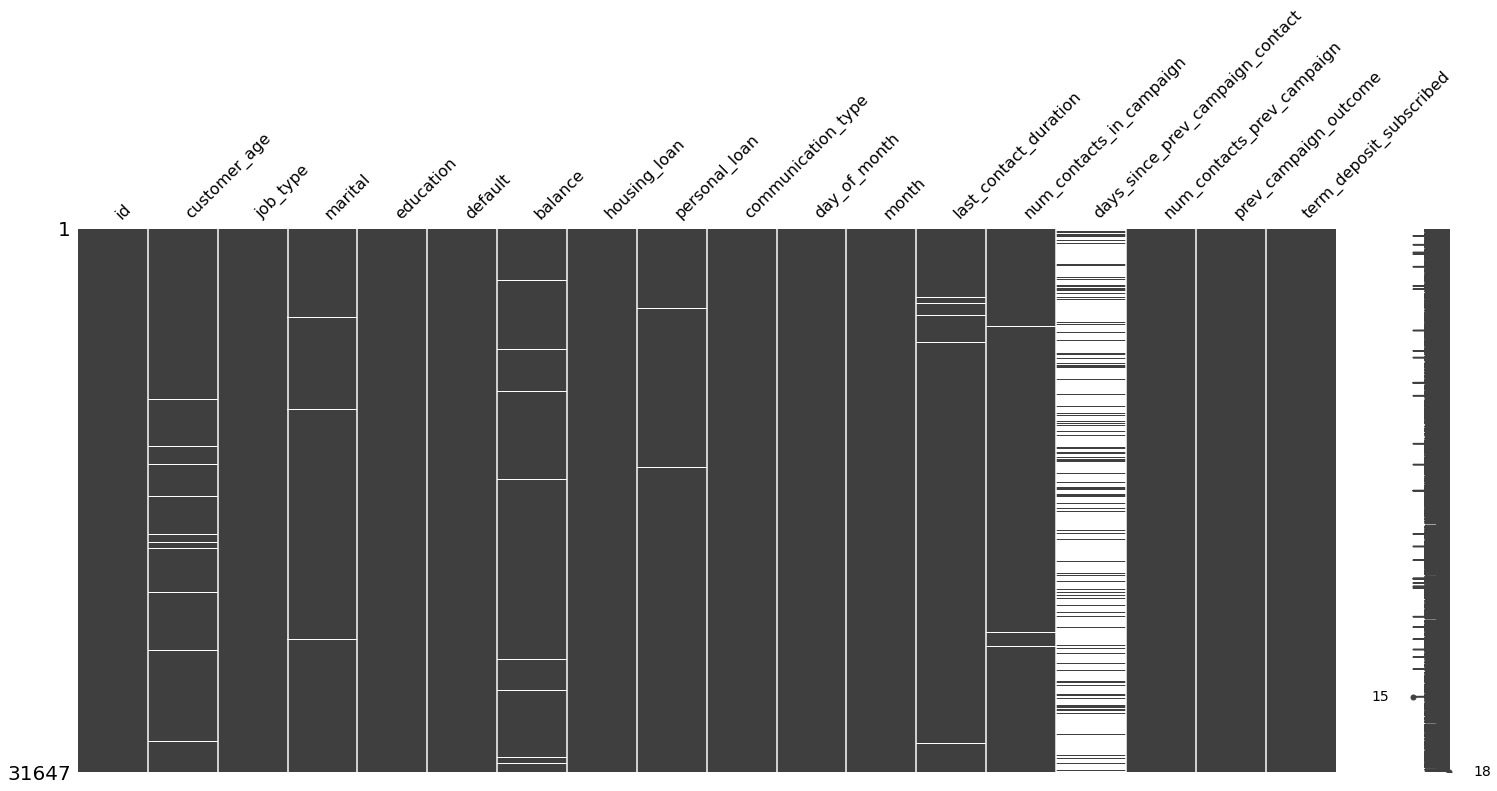 id
customer_age
job_type
marital
education
default
balance
housing_loan
personal_loan
communication_type
day_of_month
month
last_contact_duration
num_contacts_in_campaign
days_since_prev_campaign_contact
num_contacts_prev_campaign
prev_campaign_outcome
term_deposit_subscribed
1
15
31647
18